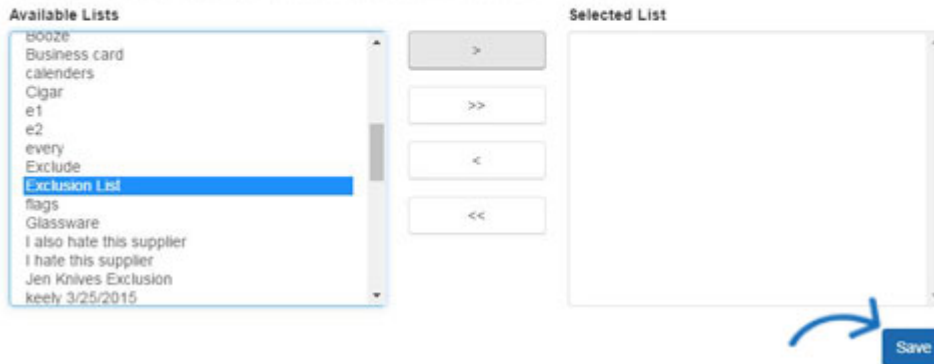 Available Lists
Selected List
Booze
Business card
calenders
Cigar
e1
e2
every
Exclude
Exclusion List
flags
Glassware
I also hate this supplier
I hate this supplier
Jen Knives Exclusion
keely 3/25/2015
>
>>
<
<<
Save